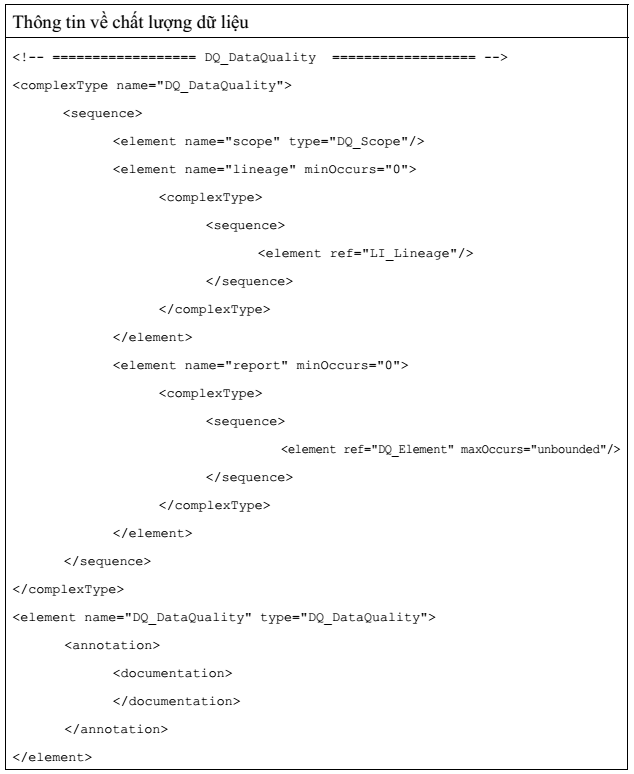 Thông tin về chất lượng dữ liệu
<!-- ================== DQ_DataQuality  ================== -->
<complexType name="DQ_DataQuality">
<sequence>
<element name="scope" type="DQ_Scope"/>
<element name="lineage" minOccurs="0">
<complexType>
<sequence>
<element ref="LI_Lineage"/>
</sequence>
</complexType>
</element>
<element name="report" minOccurs="0">
<complexType>
<sequence>
<element ref="DQ_Element" maxOccurs="unbounded"/>
</sequence>
</complexType>
</element>
</sequence>
</complexType>
<element name="DQ_DataQuality" type="DQ_DataQuality">
<annotation>
<documentation>
</documentation>
</annotation>
</element>